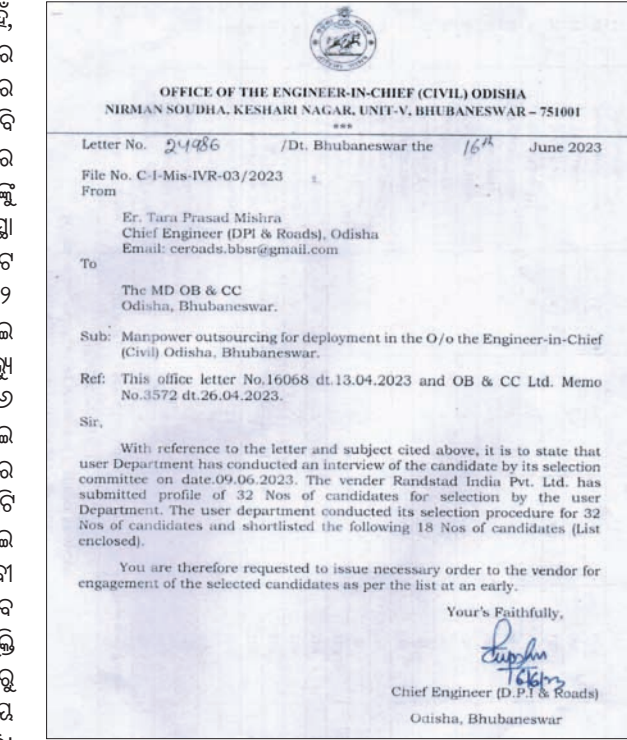 ହିଁ,
ର
ର
ବି
ର
ଙ୍କୁ
ସ୍ଥା
ଟ
୨
ଇ
ଲ୍ୟୁ
୬
ଇ
ର
ଟି
ଇ
ବୀ
ବ
କ୍ତି
ରୁ
ୟ
OFFICE OF THE ENGINEER-IN-CHIEF (CIVIL) ODISHA
NIRMAN SOUDHA, KESHARI NAGAR, UNIT-V, BHUBANESWAR – 751001
***
Letter No. 24986 /Dt. Bhubaneswar the 16th June 2023
File No. C-I-Mis-IVR-03/2023
From
Er. Tara Prasad Mishra
Chief Engineer (DPI & Roads), Odisha
Email: ceroads.bbsr@gmail.com
To
The MD OB & CC
Odisha, Bhubaneswar.
Sub: Manpower outsourcing for deployment in the O/o the Engineer-in-Chief
(Civil) Odisha, Bhubaneswar.
Ref: This office letter No.16068 dt.13.04.2023 and OB & CC Ltd. Memo
No.3572 dt.26.04.2023.
Sir,
With reference to the letter and subject cited above, it is to state that
user Department has conducted an interview of the candidate by its selection
committee on date.09.06.2023. The vender Randstad India Pvt. Ltd. has
submitted profile of 32 Nos of candidates for selection by the user
Department. The user department conducted its selection procedure for 32
Nos of candidates and shortlisted the following 18 Nos of candidates (List
enclosed).
You are therefore requested to issue necessary order to the vendor for
engagement of the selected candidates as per the list at an early.
Your's Faithfully,
16/6/23
Chief Engineer (D.P.I & Roads)
Odisha, Bhubaneswar